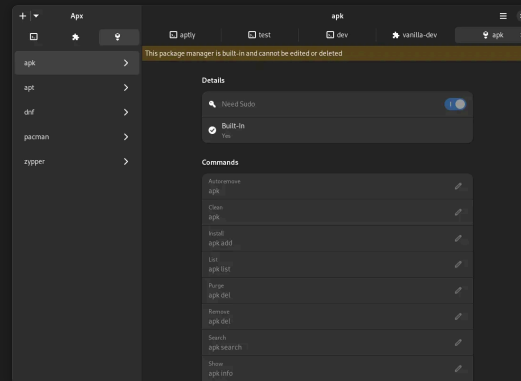 Apx
apk
aptly
test
dev
vanilla-dev
apk
This package manager is built-in and cannot be edited or deleted
apk
apt
dnf
pacman
zypper
Details
Need Sudo
Built-In
Yes
Commands
Autoremove
apk
Clean
apk
Install
apk add
List
apk list
Purge
apk del
Remove
apk del
Search
apk search
Show
apk info